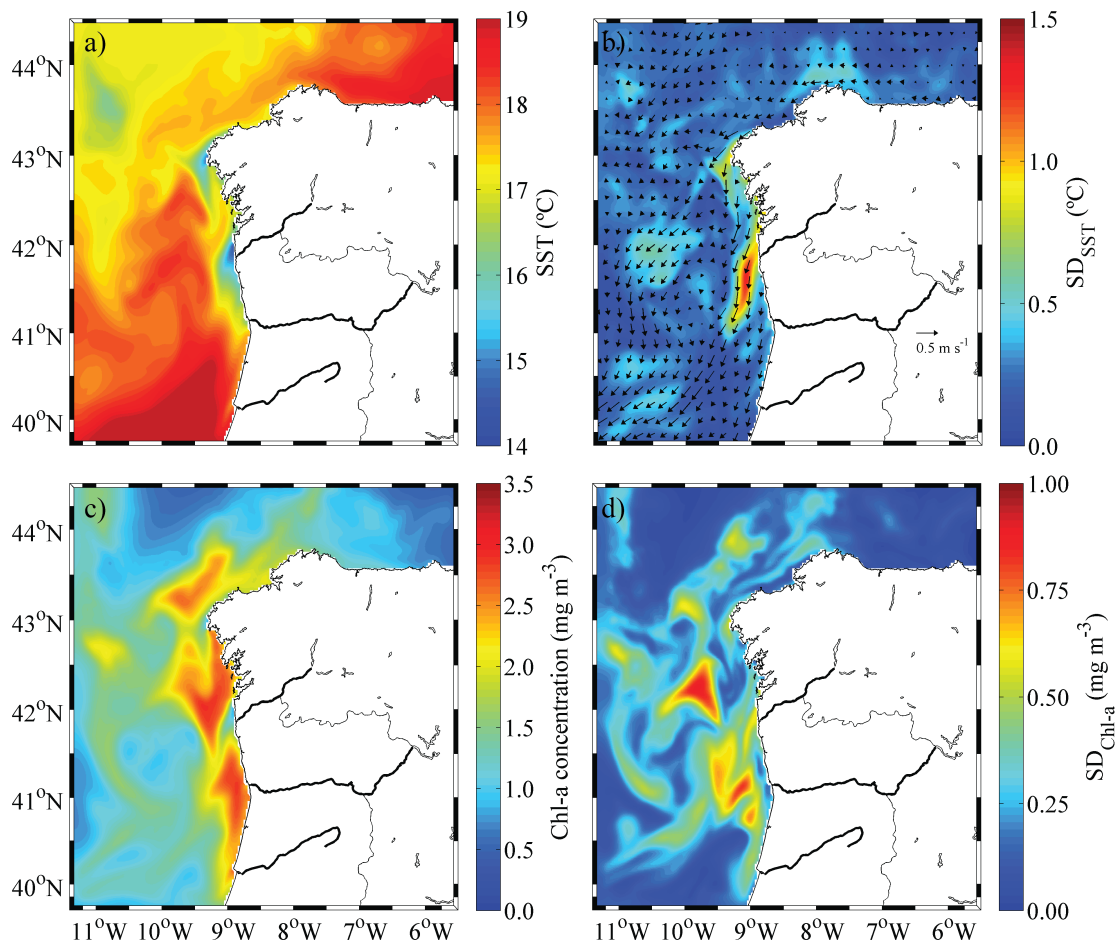 a)
44°N
43°N
42°N
41°N
40°N
19
18
17
16
15
14
SST (ºC)
b)
0.5 m s⁻¹
1.5
1.0
0.5
0.0
SD_SST (ºC)
c)
44°N
43°N
42°N
41°N
40°N
11°W 10°W 9°W 8°W 7°W 6°W
3.5
3.0
2.5
2.0
1.5
1.0
0.5
0.0
Chl-a concentration (mg m⁻³)
d)
11°W 10°W 9°W 8°W 7°W 6°W
1.00
0.75
0.50
0.25
0.00
SD_Chl-a (mg m⁻³)